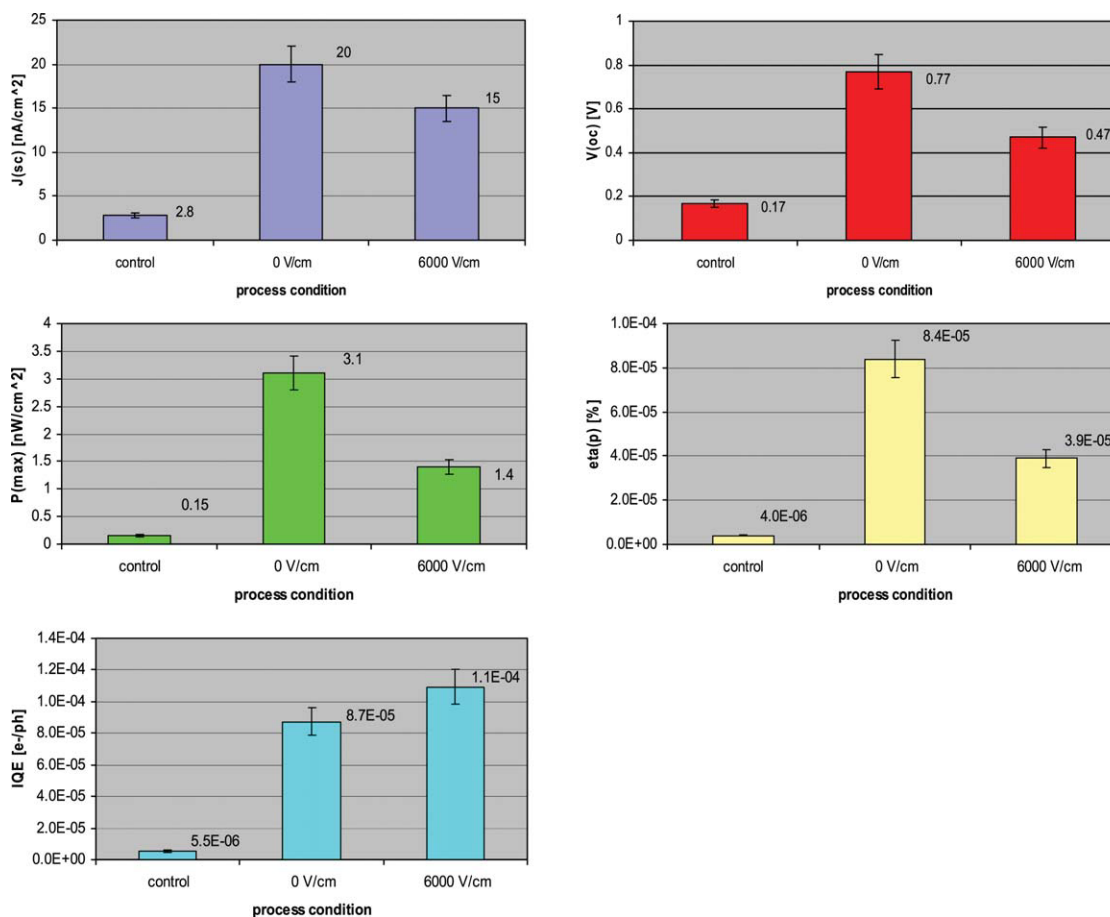 J(sc) [nA/cm^2]
25
20
15
10
5
0
2.8
20
15
control
0 V/cm
6000 V/cm
process condition
V(oc) [V]
1
0.8
0.6
0.4
0.2
0
0.17
0.77
0.47
control
0 V/cm
6000 V/cm
process condition
P(max) [nW/cm^2]
4
3.5
3
2.5
2
1.5
1
0.5
0
0.15
3.1
1.4
control
0 V/cm
6000 V/cm
process condition
eta(p) [%]
1.0E-04
8.0E-05
6.0E-05
4.0E-05
2.0E-05
0.0E+00
4.0E-06
8.4E-05
3.9E-05
control
0 V/cm
6000 V/cm
process condition
IQE [e-/ph]
1.4E-04
1.2E-04
1.0E-04
8.0E-05
6.0E-05
4.0E-05
2.0E-05
0.0E+00
5.5E-06
8.7E-05
1.1E-04
control
0 V/cm
6000 V/cm
process condition